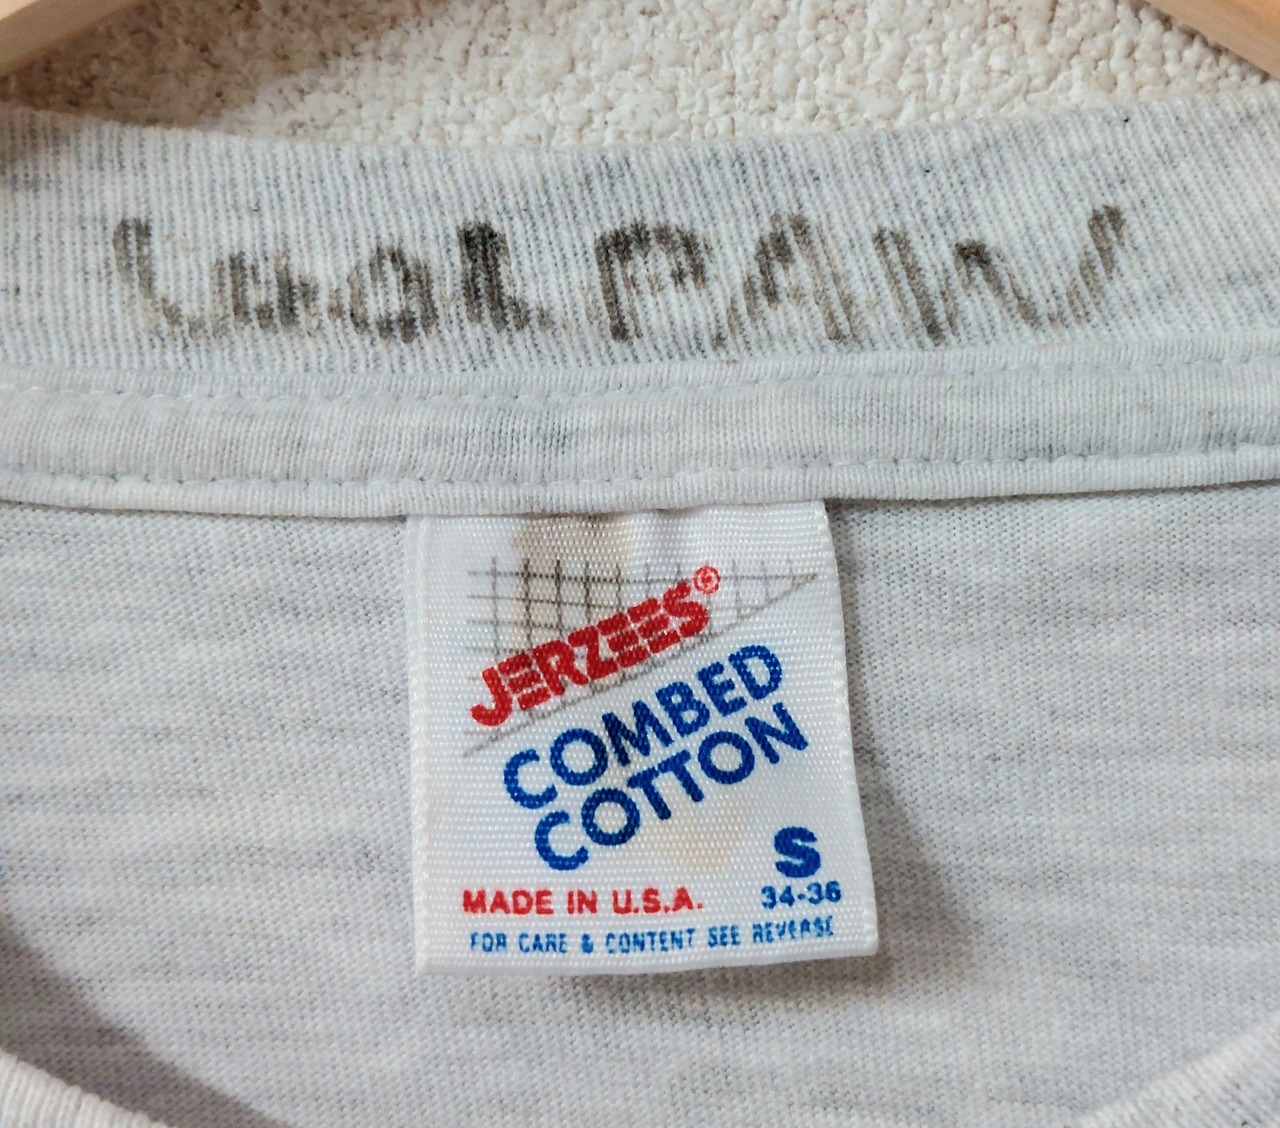 JERZEES®
COMBED
COTTON
S
MADE IN U.S.A. 34-36
FOR CARE & CONTENT SEE REVERSE